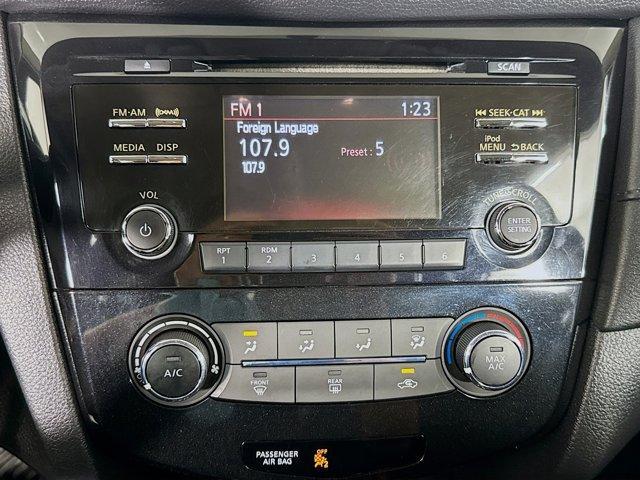 SCAN
FM·AM
SEEK·CAT
MEDIA DISP
iPod
MENU BACK
FM 1 1:23
Foreign Language
107.9 Preset : 5
107.9
VOL
TUNE/SCROLL
ENTER
SETTING
RPT RDM
1 2 3 4 5 6
A/C
MAX
A/C
FRONT REAR
PASSENGER
AIR BAG
OFF
2